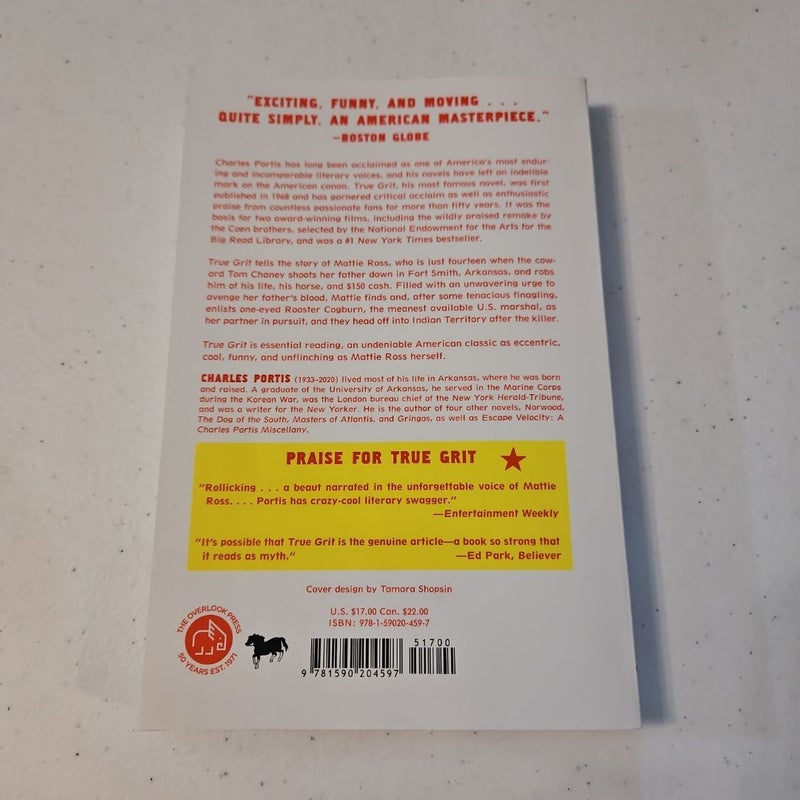 "EXCITING, FUNNY, AND MOVING . . .
QUITE SIMPLY, AN AMERICAN MASTERPIECE."
—BOSTON GLOBE
Charles Portis has long been acclaimed as one of America's most endur-
ing and incomparable literary voices, and his novels have left an indelible
mark on the American canon. True Grit, his most famous novel, was first
published in 1968 and has garnered critical acclaim as well as enthusiastic
praise from countless passionate fans for more than fifty years. It was the
basis for two award-winning films, including the wildly praised remake by
the Coen brothers, selected by the National Endowment for the Arts for the
Big Read Library, and was a #1 New York Times bestseller.
True Grit tells the story of Mattie Ross, who is just fourteen when the cow-
ard Tom Chaney shoots her father down in Fort Smith, Arkansas, and robs
him of his life, his horse, and $150 cash. Filled with an unwavering urge to
avenge her father's blood, Mattie finds and, after some tenacious finagling,
enlists one-eyed Rooster Cogburn, the meanest available U.S. marshal, as
her partner in pursuit, and they head off into Indian Territory after the killer.
True Grit is essential reading, an undeniable American classic as eccentric,
cool, funny, and unflinching as Mattie Ross herself.
CHARLES PORTIS (1933–2020) lived most of his life in Arkansas, where he was born
and raised. A graduate of the University of Arkansas, he served in the Marine Corps
during the Korean War, was the London bureau chief of the New York Herald-Tribune,
and was a writer for the New Yorker. He is the author of four other novels, Norwood,
The Dog of the South, Masters of Atlantis, and Gringos, as well as Escape Velocity: A
Charles Portis Miscellany.
PRAISE FOR TRUE GRIT
"Rollicking . . . a beaut narrated in the unforgettable voice of Mattie
Ross. . . . Portis has crazy-cool literary swagger."
—Entertainment Weekly
"It's possible that True Grit is the genuine article—a book so strong that
it reads as myth."
—Ed Park, Believer
Cover design by Tamara Shopsin
U.S. $17.00 Can. $22.00
ISBN: 978-1-59020-459-7
THE OVERLOOK PRESS
50 YEARS EST. 1971
51700
9 781590 204597